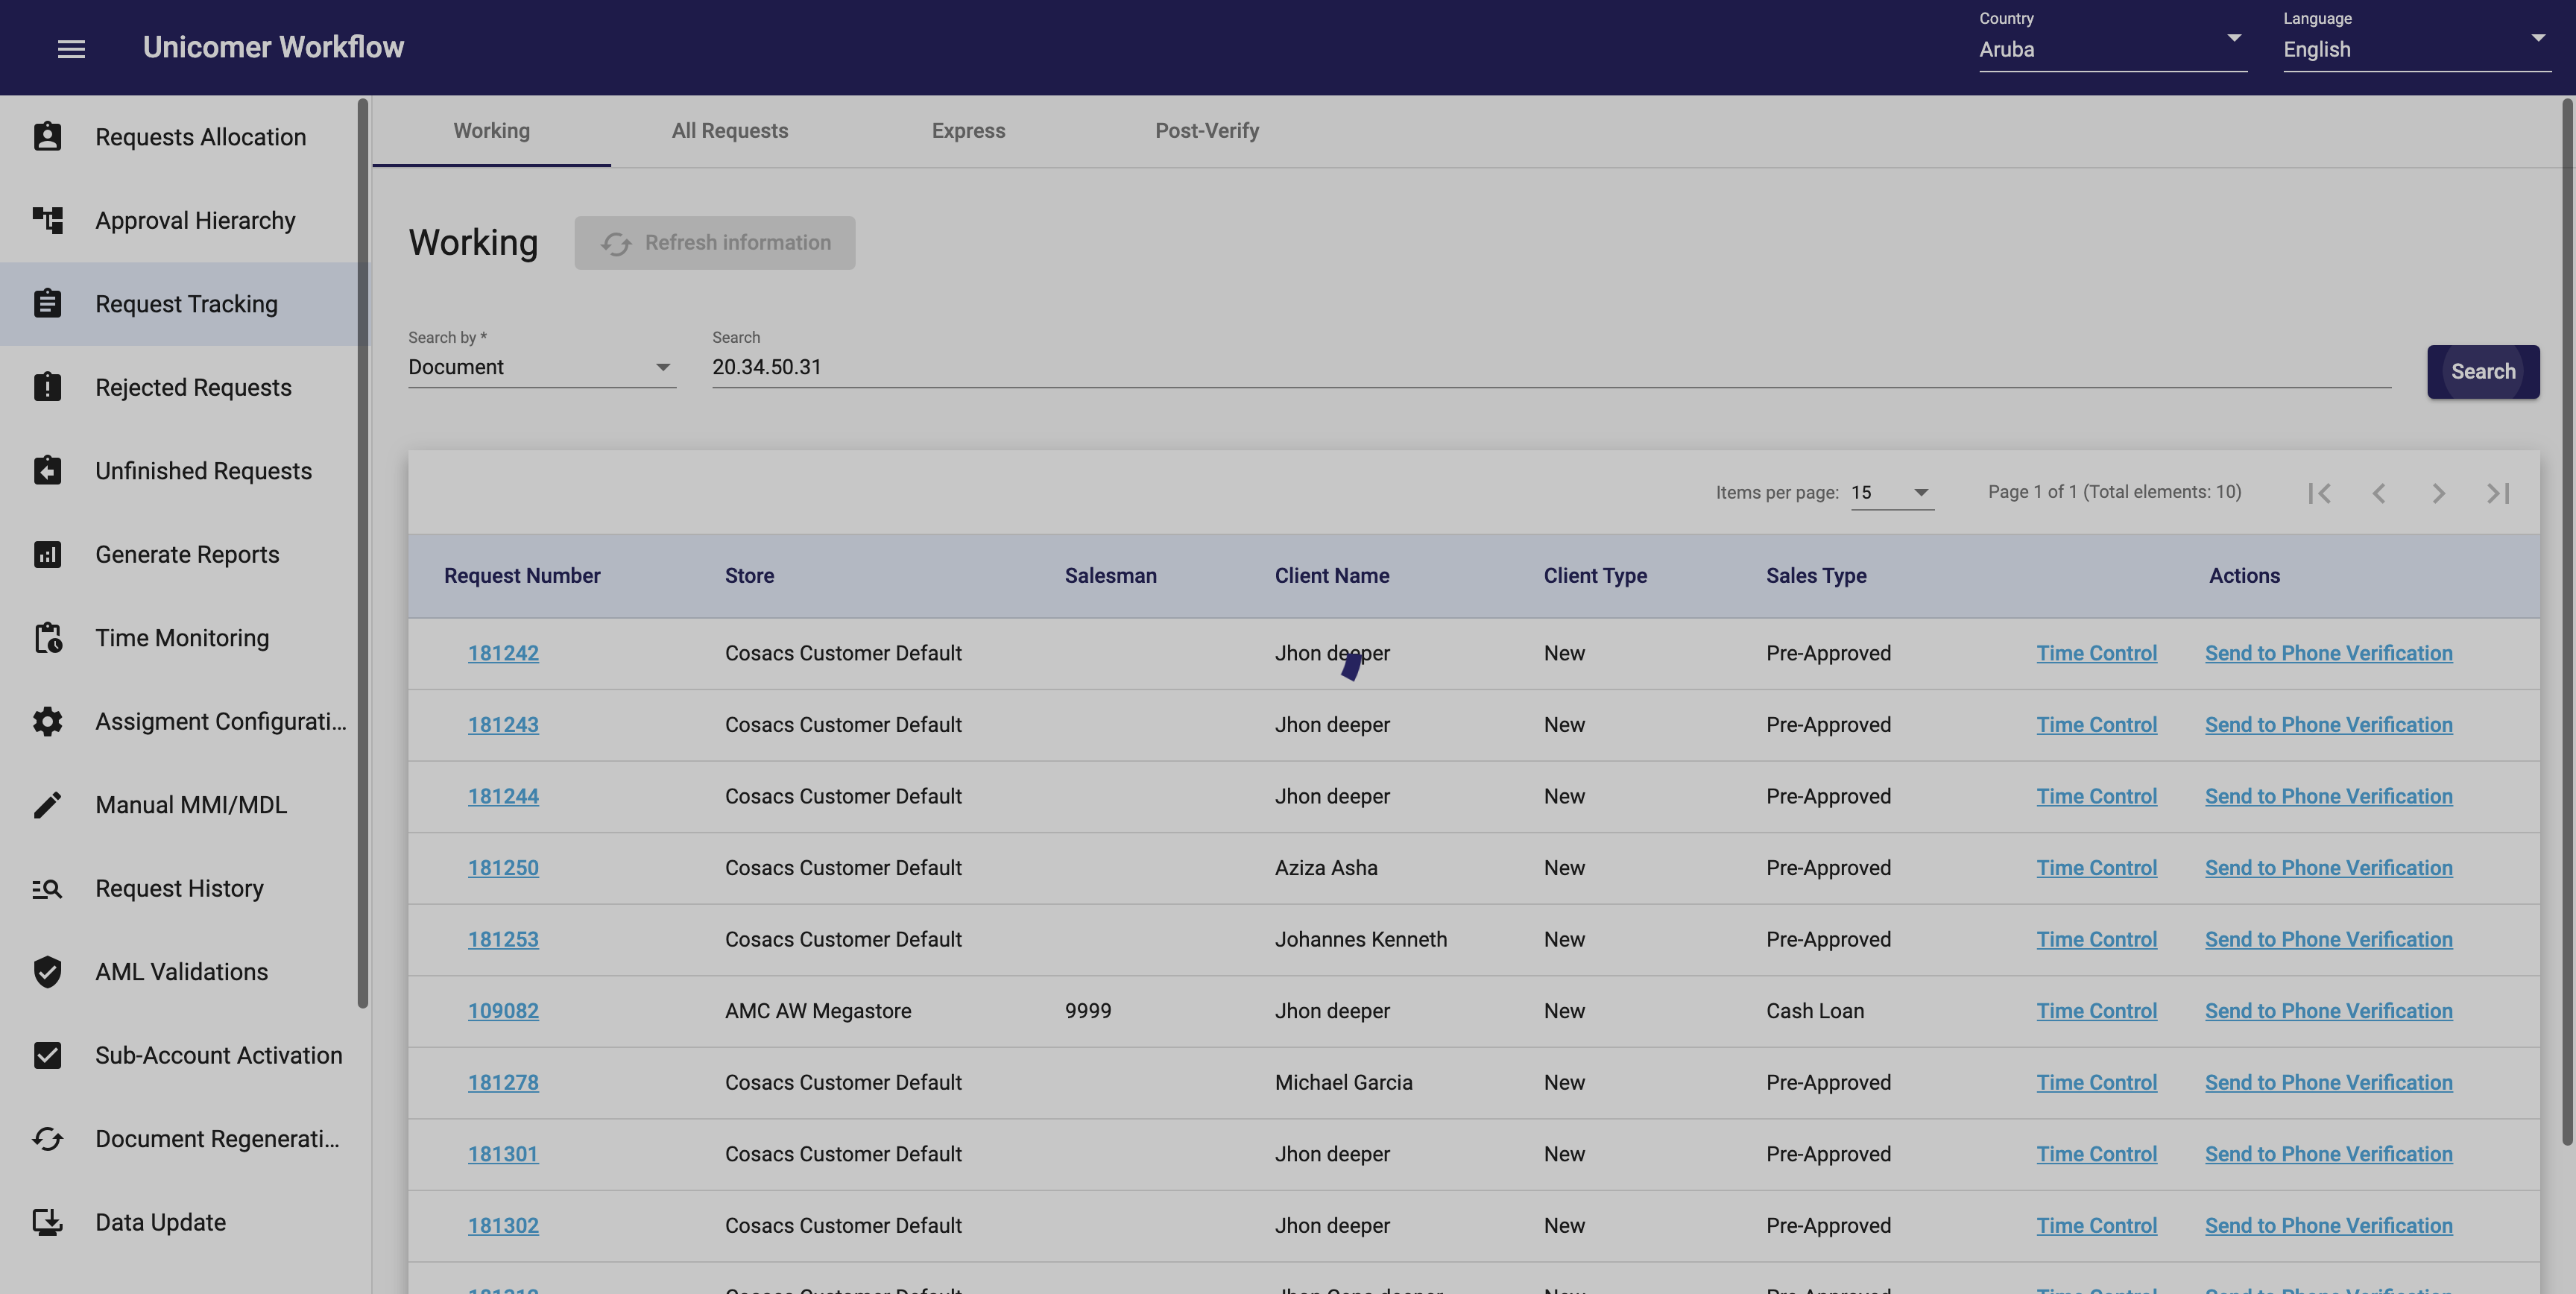 Unicomer Workflow
Country
Aruba
Language
English
Requests Allocation
Approval Hierarchy
Request Tracking
Rejected Requests
Unfinished Requests
Generate Reports
Time Monitoring
Assigment Configurati...
Manual MMI/MDL
Request History
AML Validations
Sub-Account Activation
Document Regenerati...
Data Update
Working All Requests Express Post-Verify
Working Refresh information
Search by * Search
Document 20.34.50.31 Search
Items per page: 15 Page 1 of 1 (Total elements: 10)
Request Number Store Salesman Client Name Client Type Sales Type Actions
181242 Cosacs Customer Default Jhon deeper New Pre-Approved Time Control Send to Phone Verification
181243 Cosacs Customer Default Jhon deeper New Pre-Approved Time Control Send to Phone Verification
181244 Cosacs Customer Default Jhon deeper New Pre-Approved Time Control Send to Phone Verification
181250 Cosacs Customer Default Aziza Asha New Pre-Approved Time Control Send to Phone Verification
181253 Cosacs Customer Default Johannes Kenneth New Pre-Approved Time Control Send to Phone Verification
109082 AMC AW Megastore 9999 Jhon deeper New Cash Loan Time Control Send to Phone Verification
181278 Cosacs Customer Default Michael Garcia New Pre-Approved Time Control Send to Phone Verification
181301 Cosacs Customer Default Jhon deeper New Pre-Approved Time Control Send to Phone Verification
181302 Cosacs Customer Default Jhon deeper New Pre-Approved Time Control Send to Phone Verification